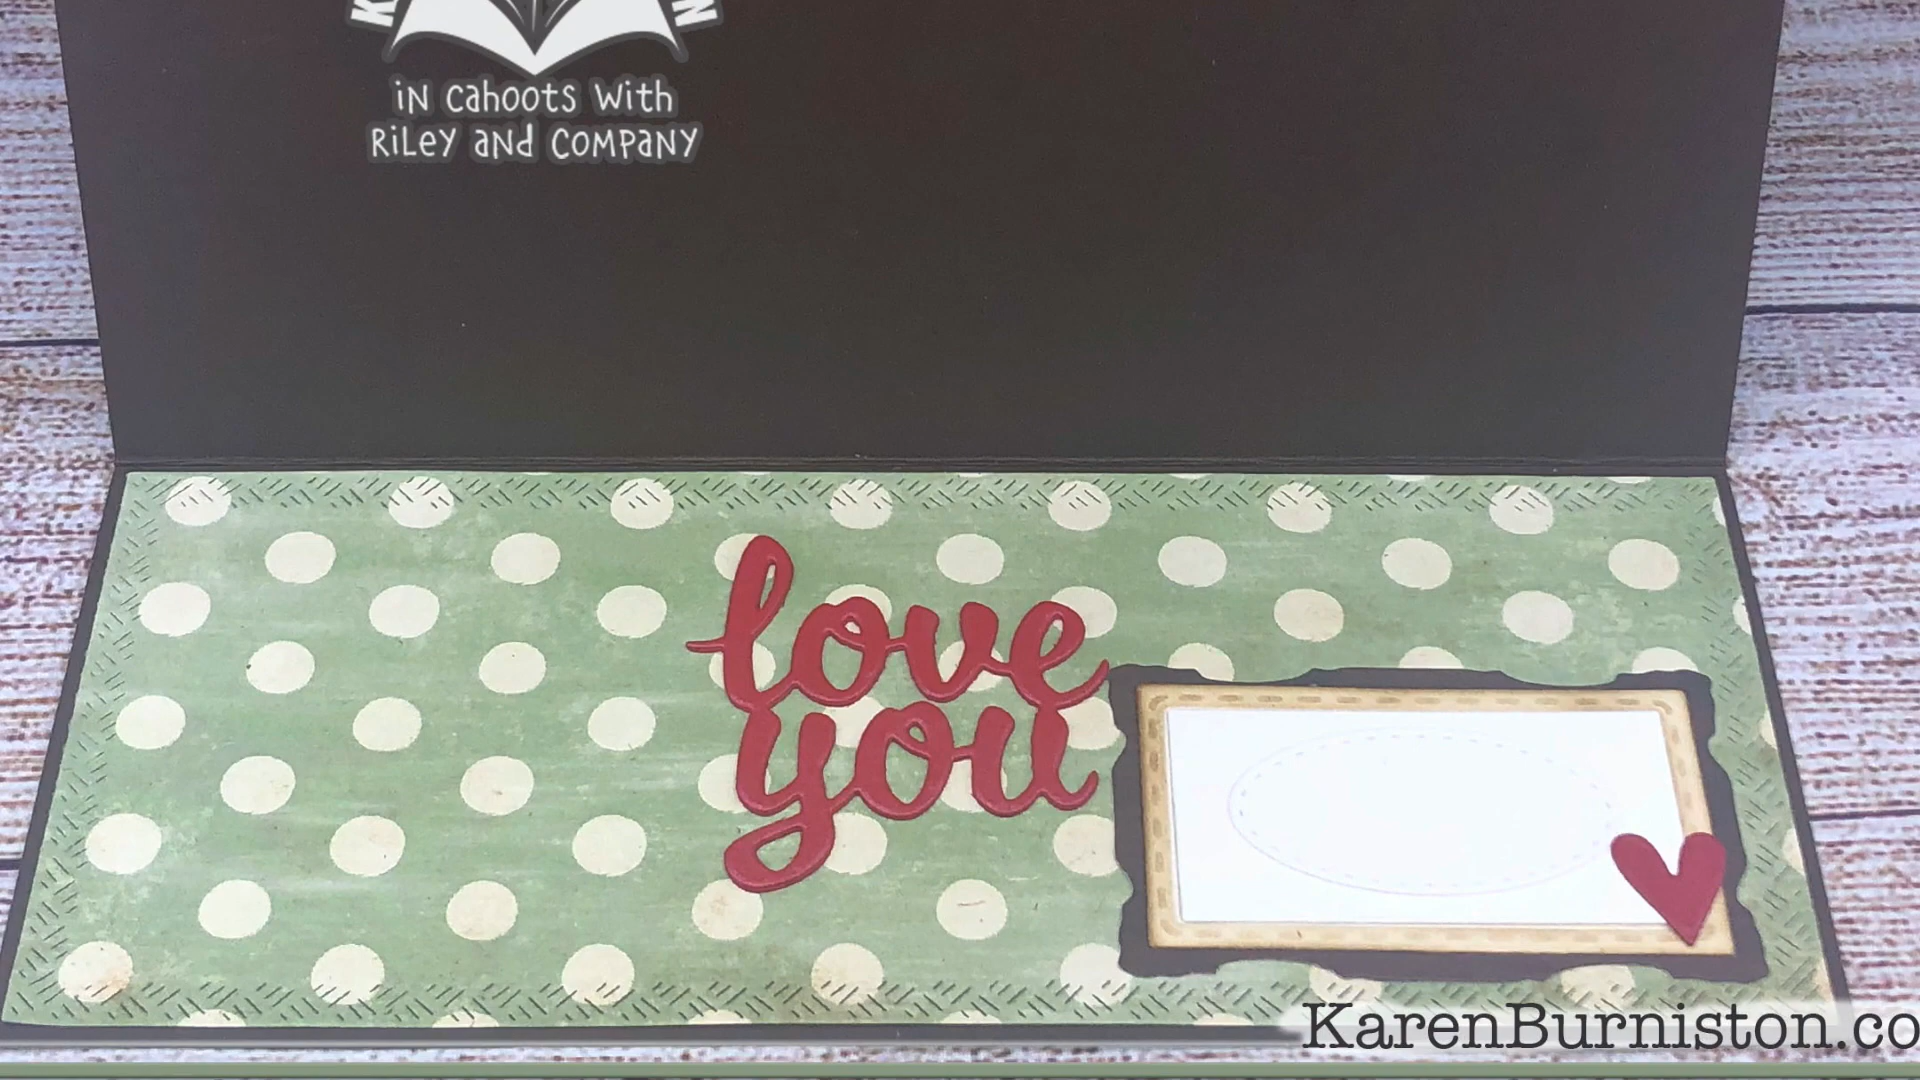 iN CaHOOTS WiTH
RiLeY aND COMPaNY
love
you
KarenBurniston.co